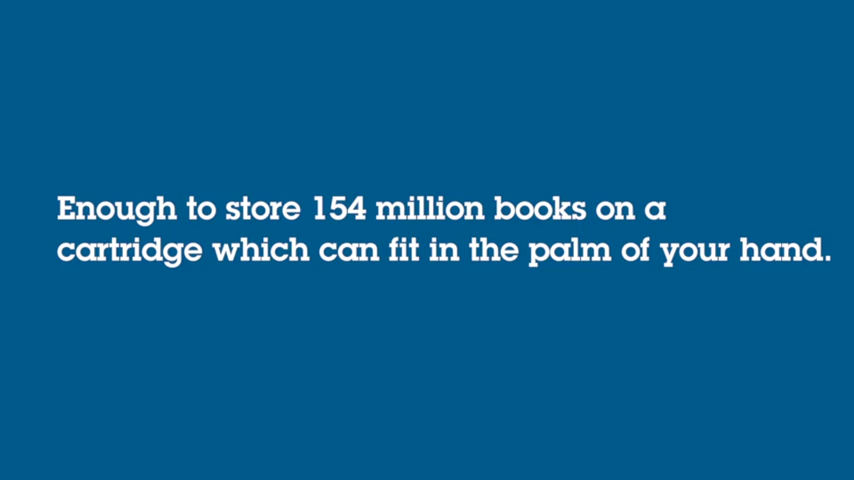 Enough to store 154 million books on a
cartridge which can fit in the palm of your hand.